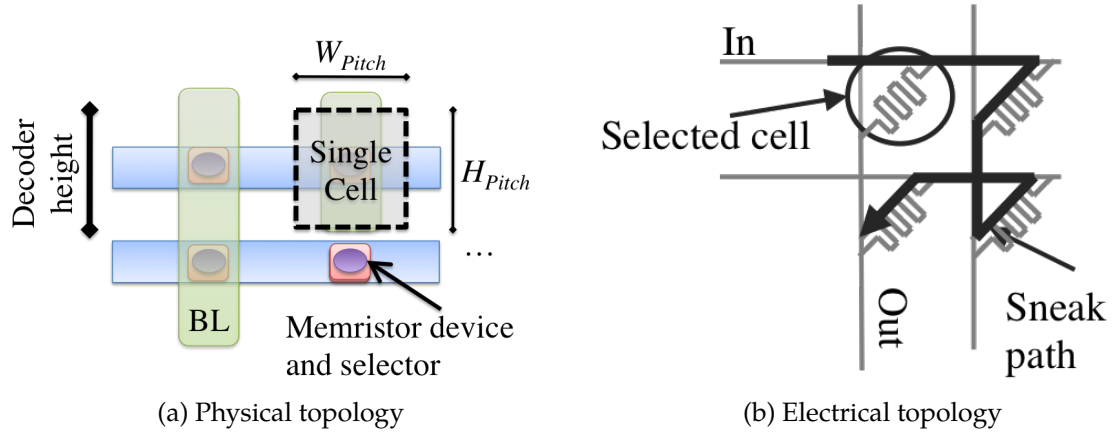 W_Pitch
Decoder
height
Single
Cell
H_Pitch
...
BL
Memristor device
and selector
(a) Physical topology
In
Selected cell
Out
Sneak
path
(b) Electrical topology